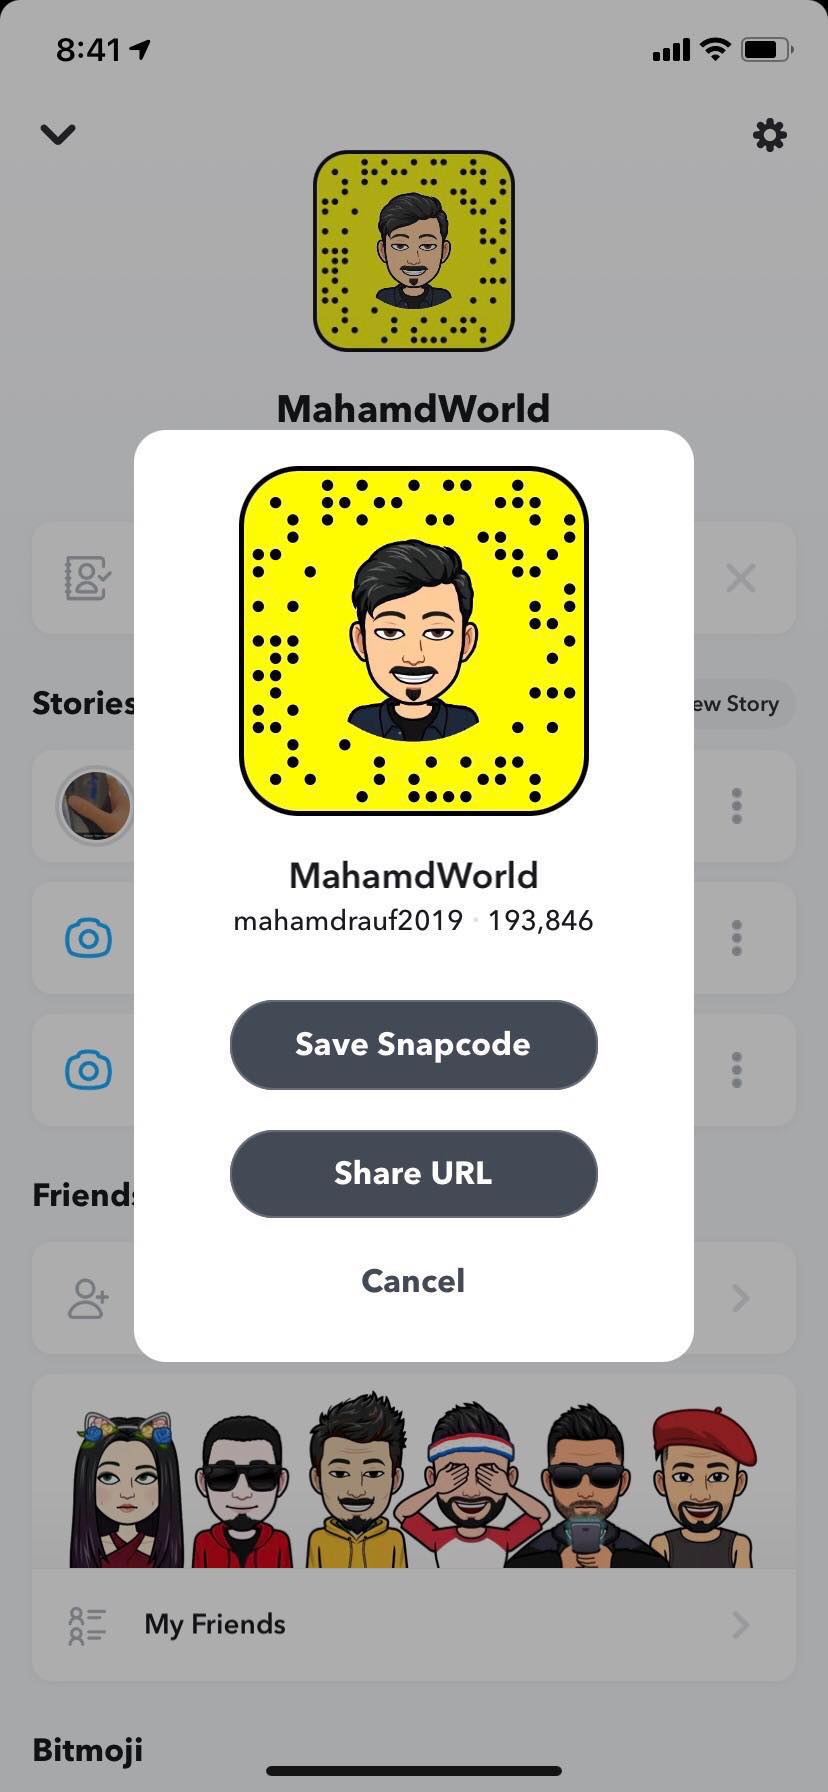 8:41
MahamdWorld
MahamdWorld
mahamdrauf2019 193,846
Save Snapcode
Share URL
Cancel
Stories
ew Story
Friends
My Friends
Bitmoji